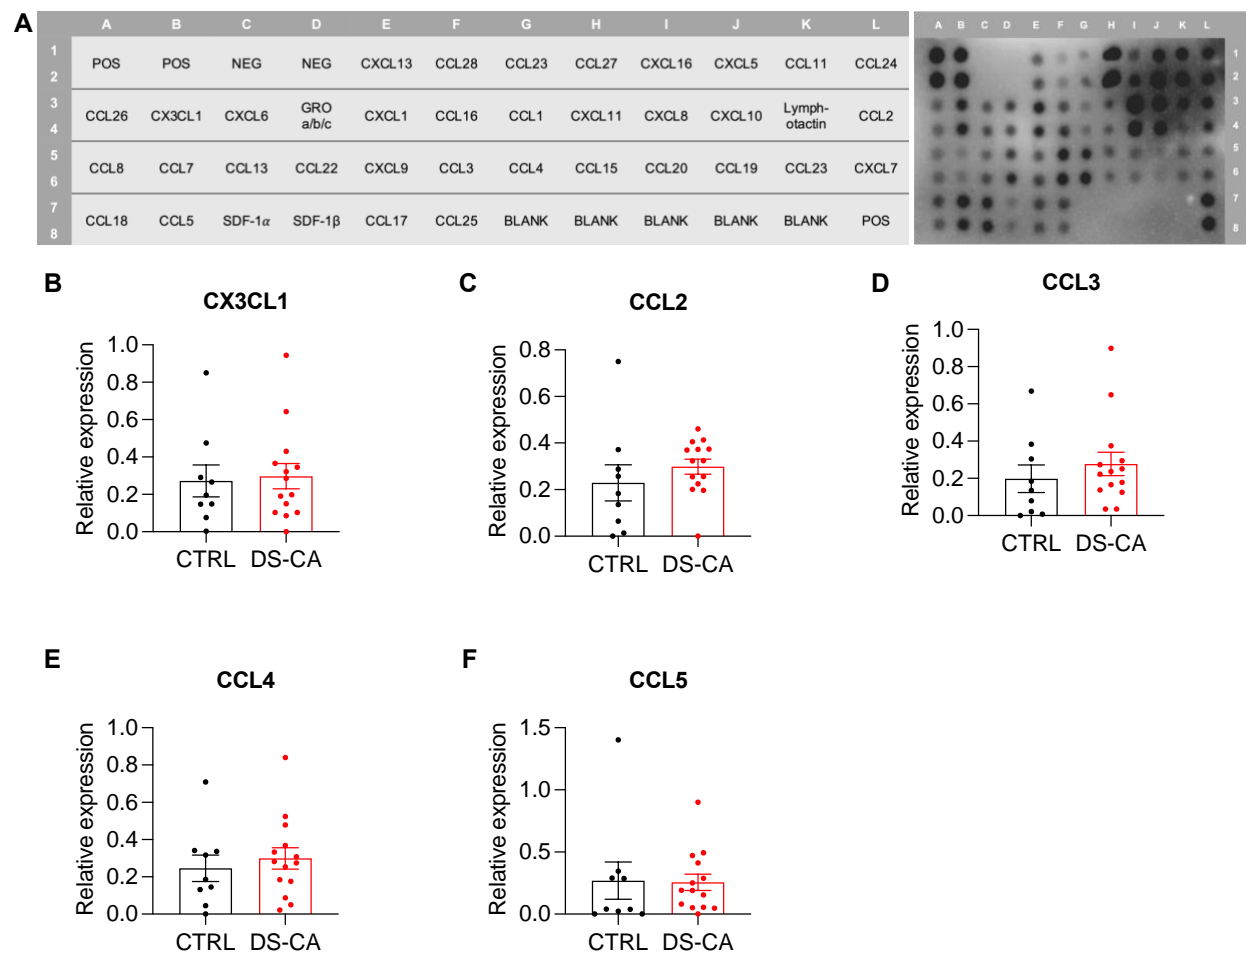 A
A B C D E F G H I J K L
1
2
POS POS NEG NEG CXCL13 CCL28 CCL23 CCL27 CXCL16 CXCL5 CCL11 CCL24
3
4
CCL26 CX3CL1 CXCL6 GRO a/b/c CXCL1 CCL16 CCL1 CXCL11 CXCL8 CXCL10 Lymph-otactin CCL2
5
6
CCL8 CCL7 CCL13 CCL22 CXCL9 CCL3 CCL4 CCL15 CCL20 CCL19 CCL23 CXCL7
7
8
CCL18 CCL5 SDF-1α SDF-1β CCL17 CCL25 BLANK BLANK BLANK BLANK BLANK POS
A B C D E F G H I J K L
1
2
3
4
5
6
7
8
B
CX3CL1
Relative expression
1.0
0.8
0.6
0.4
0.2
0.0
CTRL DS-CA
C
CCL2
Relative expression
0.8
0.6
0.4
0.2
0.0
CTRL DS-CA
D
CCL3
Relative expression
1.0
0.8
0.6
0.4
0.2
0.0
CTRL DS-CA
E
CCL4
Relative expression
1.0
0.8
0.6
0.4
0.2
0.0
CTRL DS-CA
F
CCL5
Relative expression
1.5
1.0
0.5
0.0
CTRL DS-CA